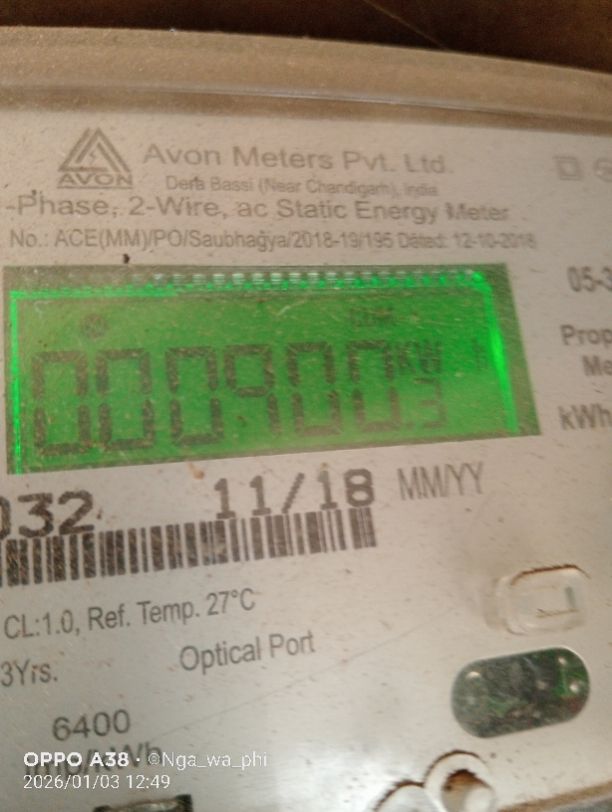 AVON
Avon Meters Pvt. Ltd.
Dera Bassi (Near Chandigarh), India
-Phase, 2-Wire, ac Static Energy Meter
No.: ACE(MM)/PO/Saubhagya/2018-19/195 Dated: 12-10-2018
05-3
Prop
Me
000900.3
kWh
032 11/18 MM/YY
CL:1.0, Ref. Temp. 27°C
3Yrs. Optical Port
6400
OPPO A38 · @Nga_wa_phi
2026/01/03 12:49